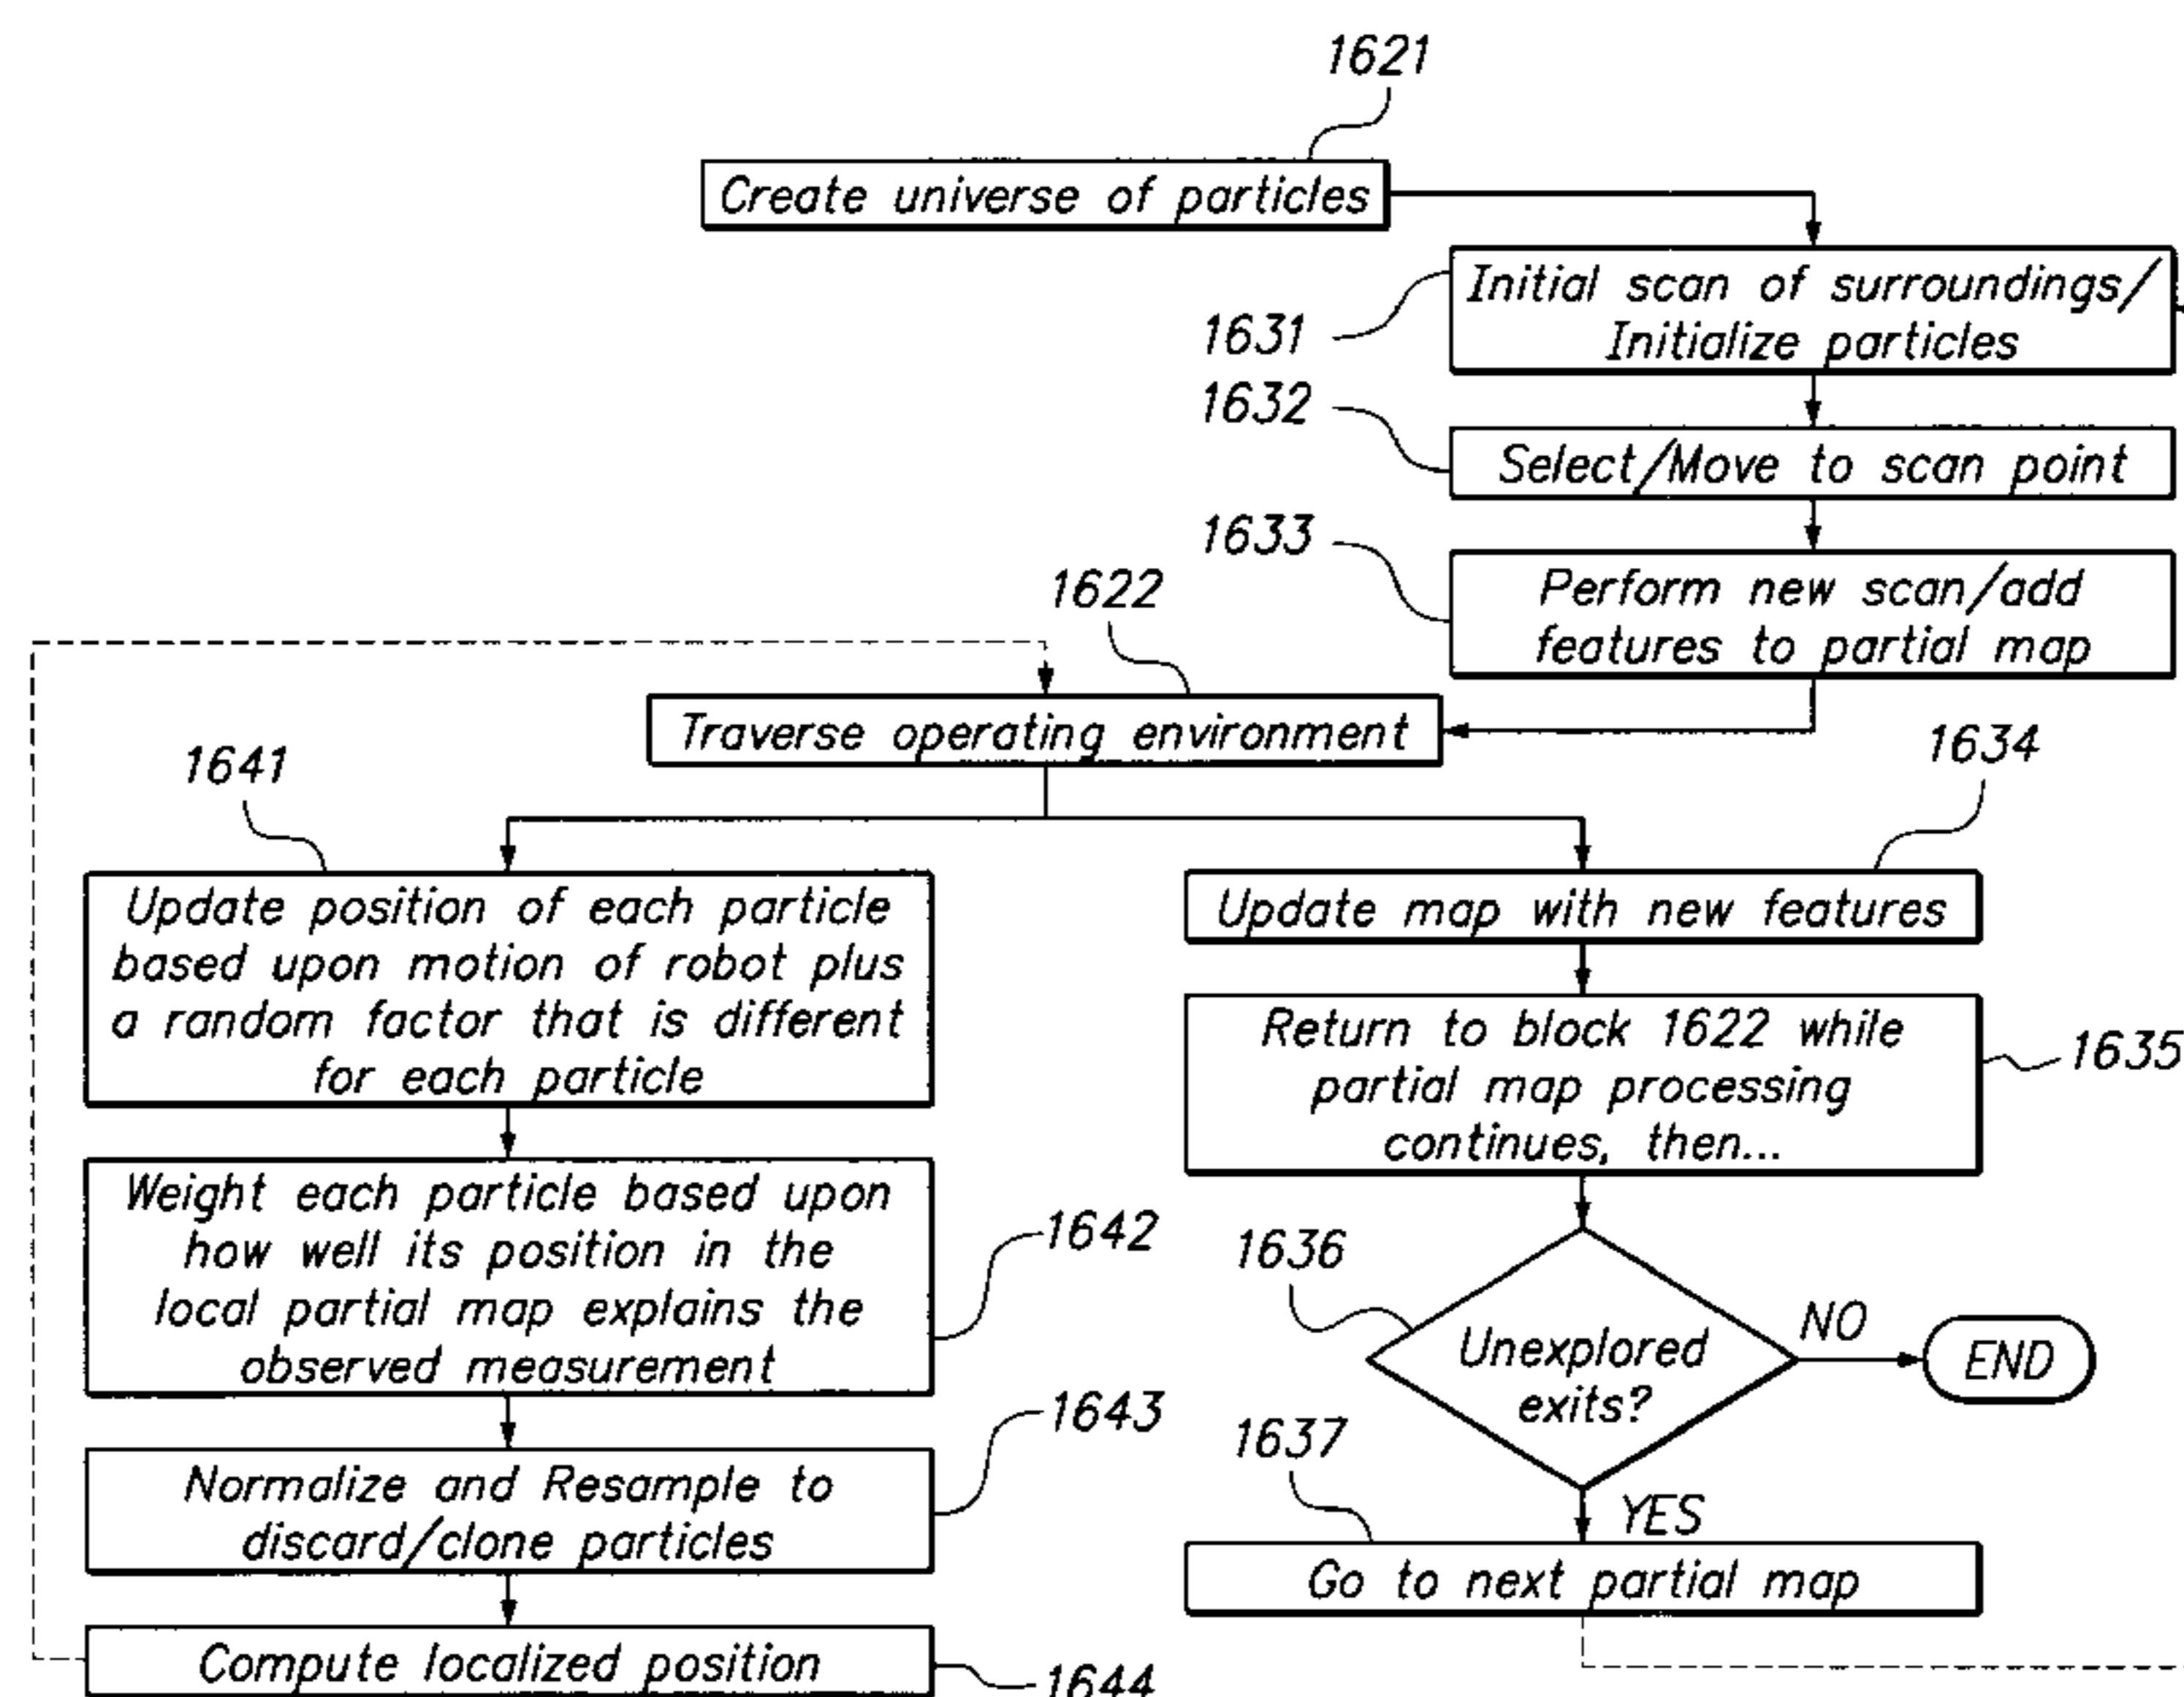 1621
Create universe of particles
Initial scan of surroundings/
Initialize particles
1631
1632
Select/Move to scan point
1633
Perform new scan/add
features to partial map
1622
Traverse operating environment
1641
1634
Update position of each particle
based upon motion of robot plus
a random factor that is different
for each particle
Update map with new features
Return to block 1622 while
partial map processing
continues, then...
1635
Weight each particle based upon
how well its position in the
local partial map explains the
observed measurement
1642
1636
Unexplored
exits?
NO
END
1643
1637
YES
Normalize and Resample to
discard/clone particles
Go to next partial map
Compute localized position
1644